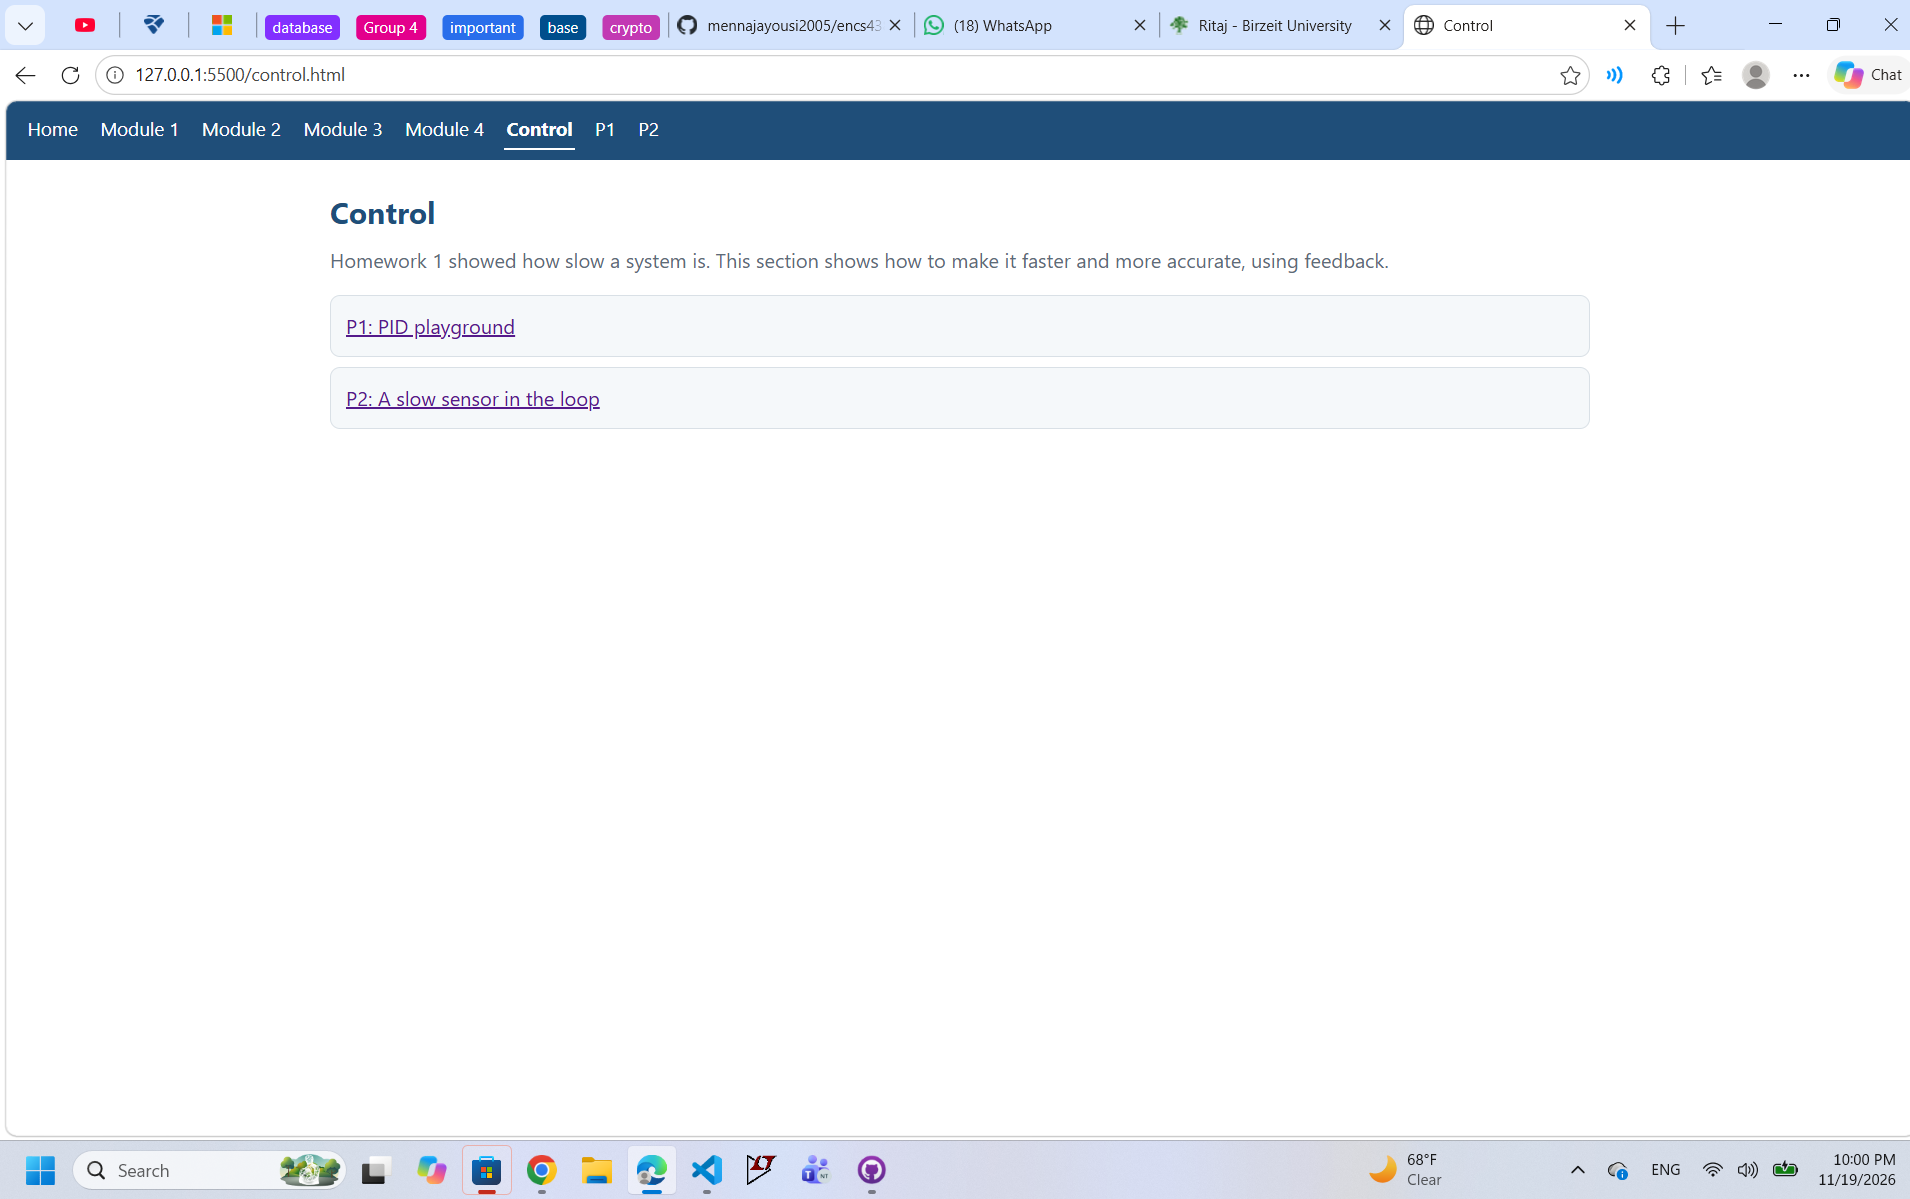 database
Group 4
important
base
crypto
mennajayousi2005/encs43
(18) WhatsApp
Ritaj - Birzeit University
Control
127.0.0.1:5500/control.html
Chat
Home
Module 1
Module 2
Module 3
Module 4
Control
P1
P2
Control
Homework 1 showed how slow a system is. This section shows how to make it faster and more accurate, using feedback.
P1: PID playground
P2: A slow sensor in the loop
Search
LT
T
NT
68°F
Clear
ENG
10:00 PM
11/19/2026